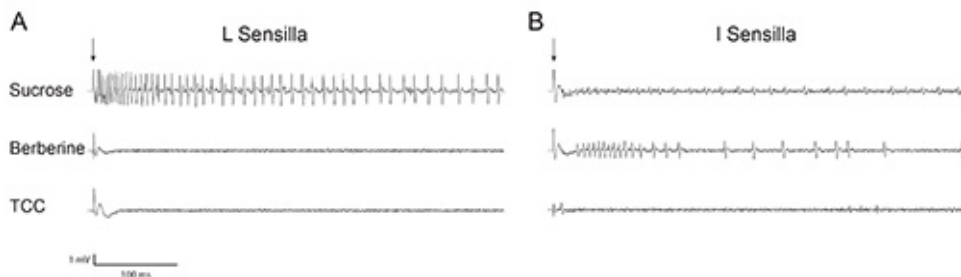 A
L Sensilla
B
I Sensilla
Sucrose
Berberine
TCC
1 mV
100 ms